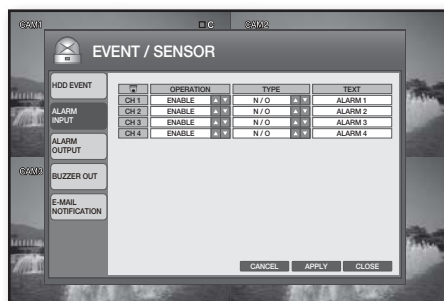 CAM1 C CAM2
EVENT / SENSOR
HDD EVENT
ALARM INPUT
ALARM OUTPUT
BUZZER OUT
E-MAIL NOTIFICATION
OPERATION TYPE TEXT
CH 1 ENABLE N / O ALARM 1
CH 2 ENABLE N / O ALARM 2
CH 3 ENABLE N / O ALARM 3
CH 4 ENABLE N / O ALARM 4
CAM3
CANCEL APPLY CLOSE